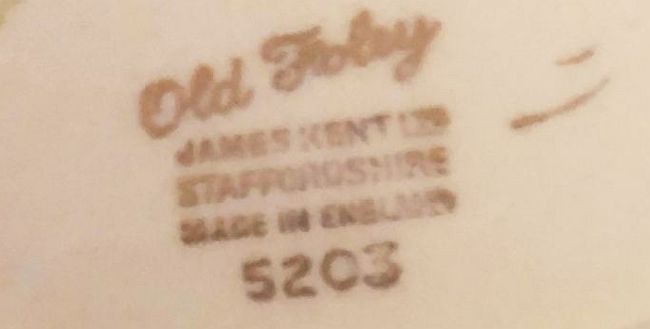 Old Foley
JAMES KENT LTD
STAFFORDSHIRE
MADE IN ENGLAND
5203